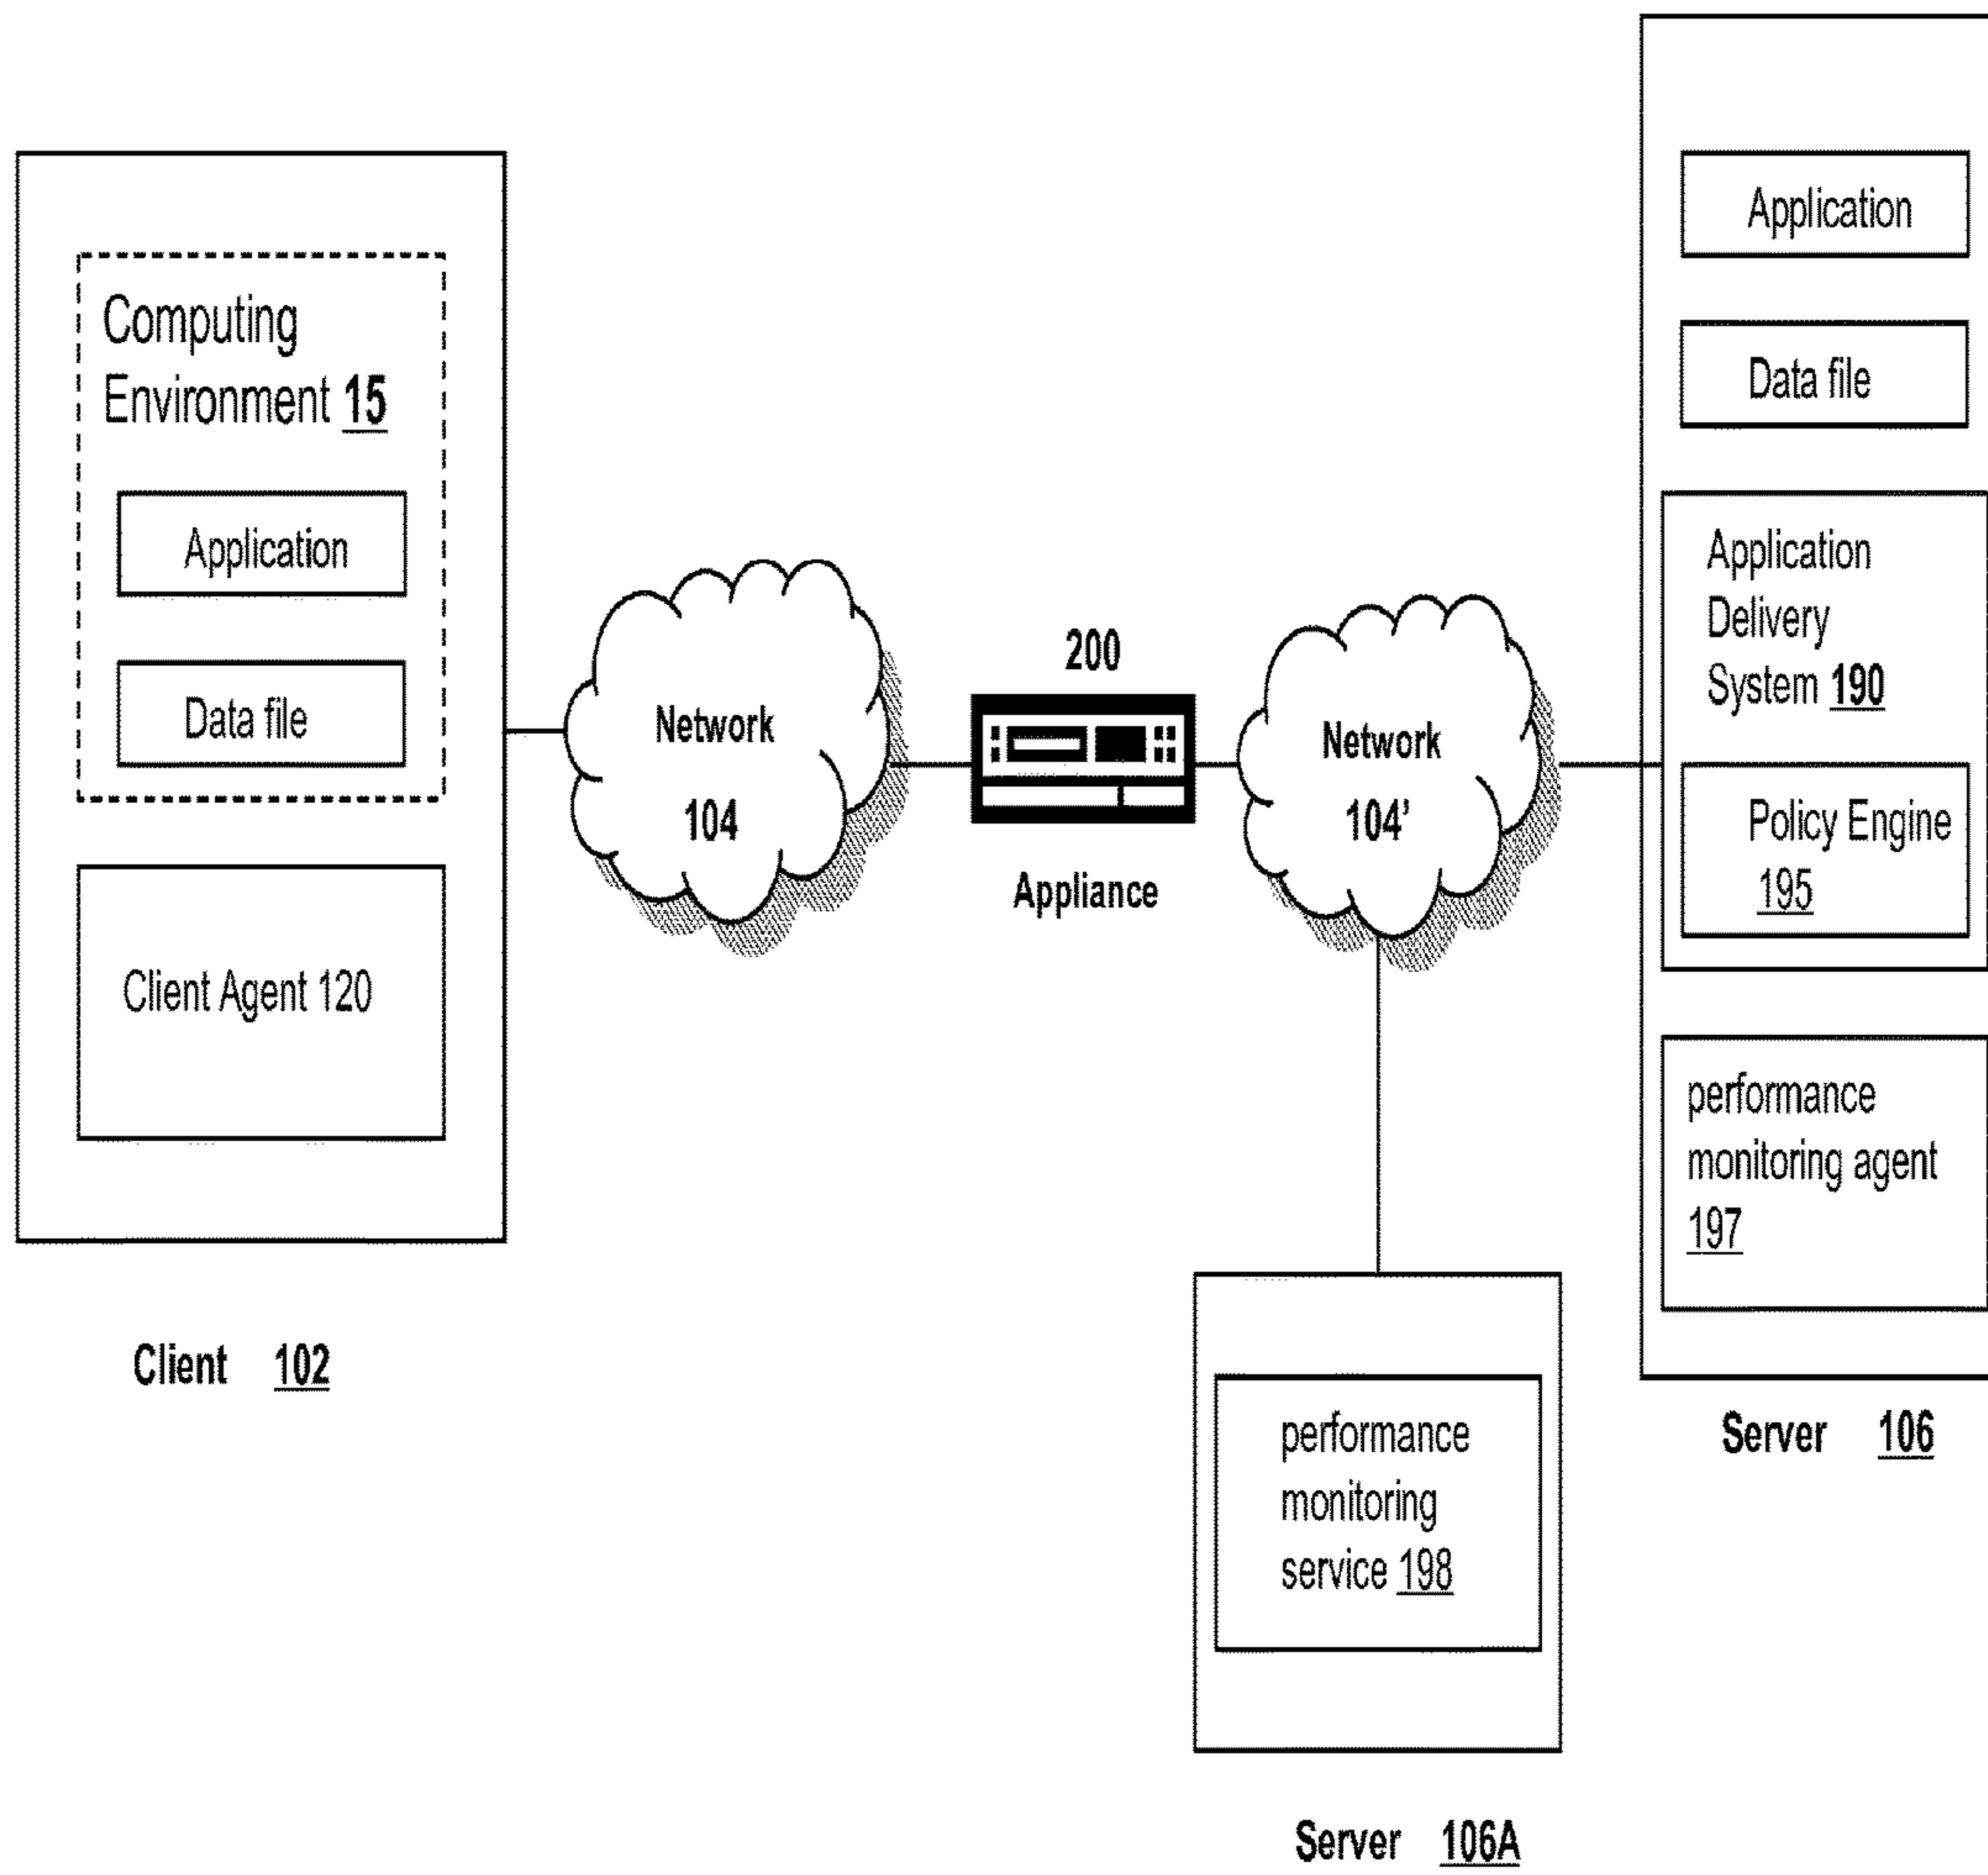 Computing
Environment 15
Application
Data file
Client Agent 120
Client 102
Network
104
200
Appliance
Network
104'
performance
monitoring
service 198
Server 106A
Application
Data file
Application
Delivery
System 190
Policy Engine
195
performance
monitoring agent
197
Server 106